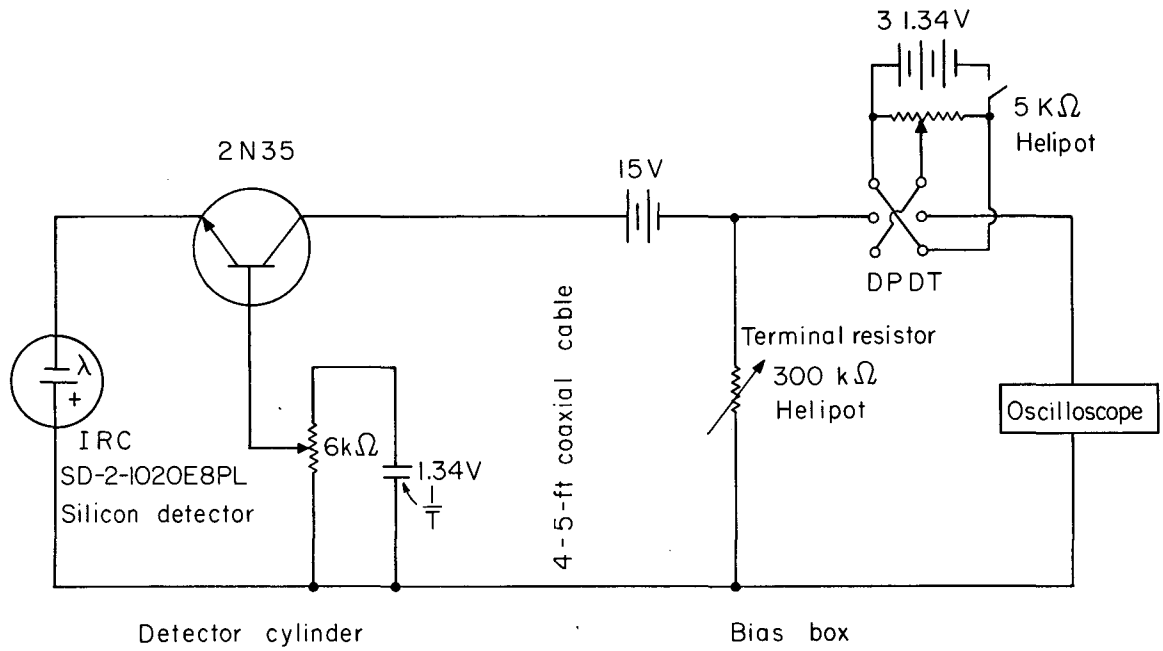 3 1.34V
5 KΩ
Helipot
2N35
15V
DPDT
4-5-ft coaxial cable
Terminal resistor
300 kΩ
Helipot
λ
+
6kΩ
1.34V
Oscilloscope
IRC
SD-2-1020E8PL
Silicon detector
Detector cylinder
Bias box